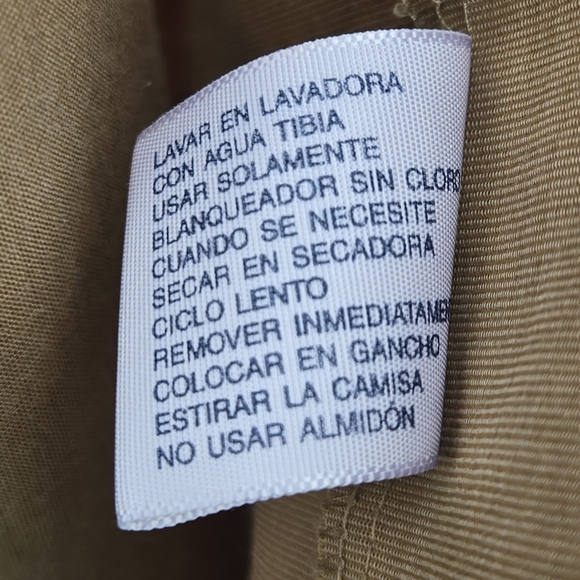 LAVAR EN LAVADORA
CON AGUA TIBIA
USAR SOLAMENTE
BLANQUEADOR SIN CLORO
CUANDO SE NECESITE
SECAR EN SECADORA
CICLO LENTO
REMOVER INMEDIATAME
COLOCAR EN GANCHO
ESTIRAR LA CAMISA
NO USAR ALMIDÓN